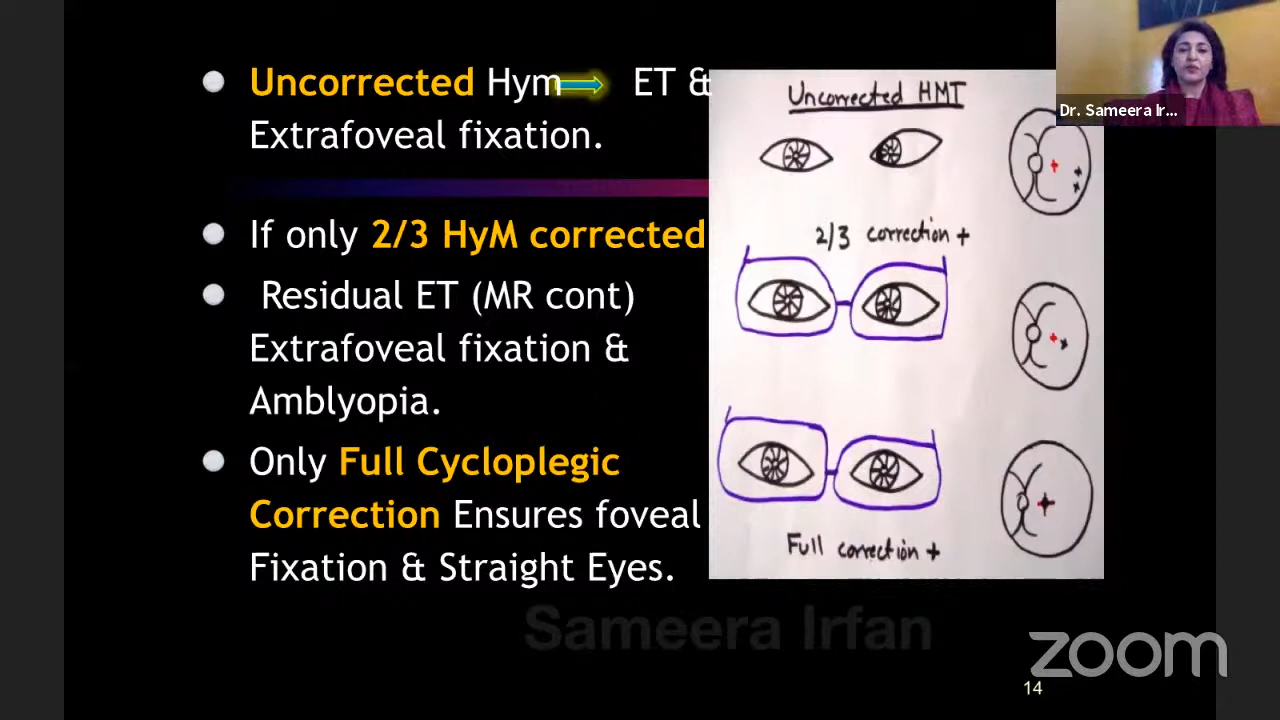 Uncorrected Hym ET &
Extrafoveal fixation.
If only 2/3 HyM corrected
Residual ET (MR cont)
Extrafoveal fixation &
Amblyopia.
Only Full Cycloplegic
Correction Ensures foveal
Fixation & Straight Eyes.
Uncorrected HMT
2/3 correction +
Full correction +
Dr. Sameera Ir...
Sameera Irfan
zoom
14